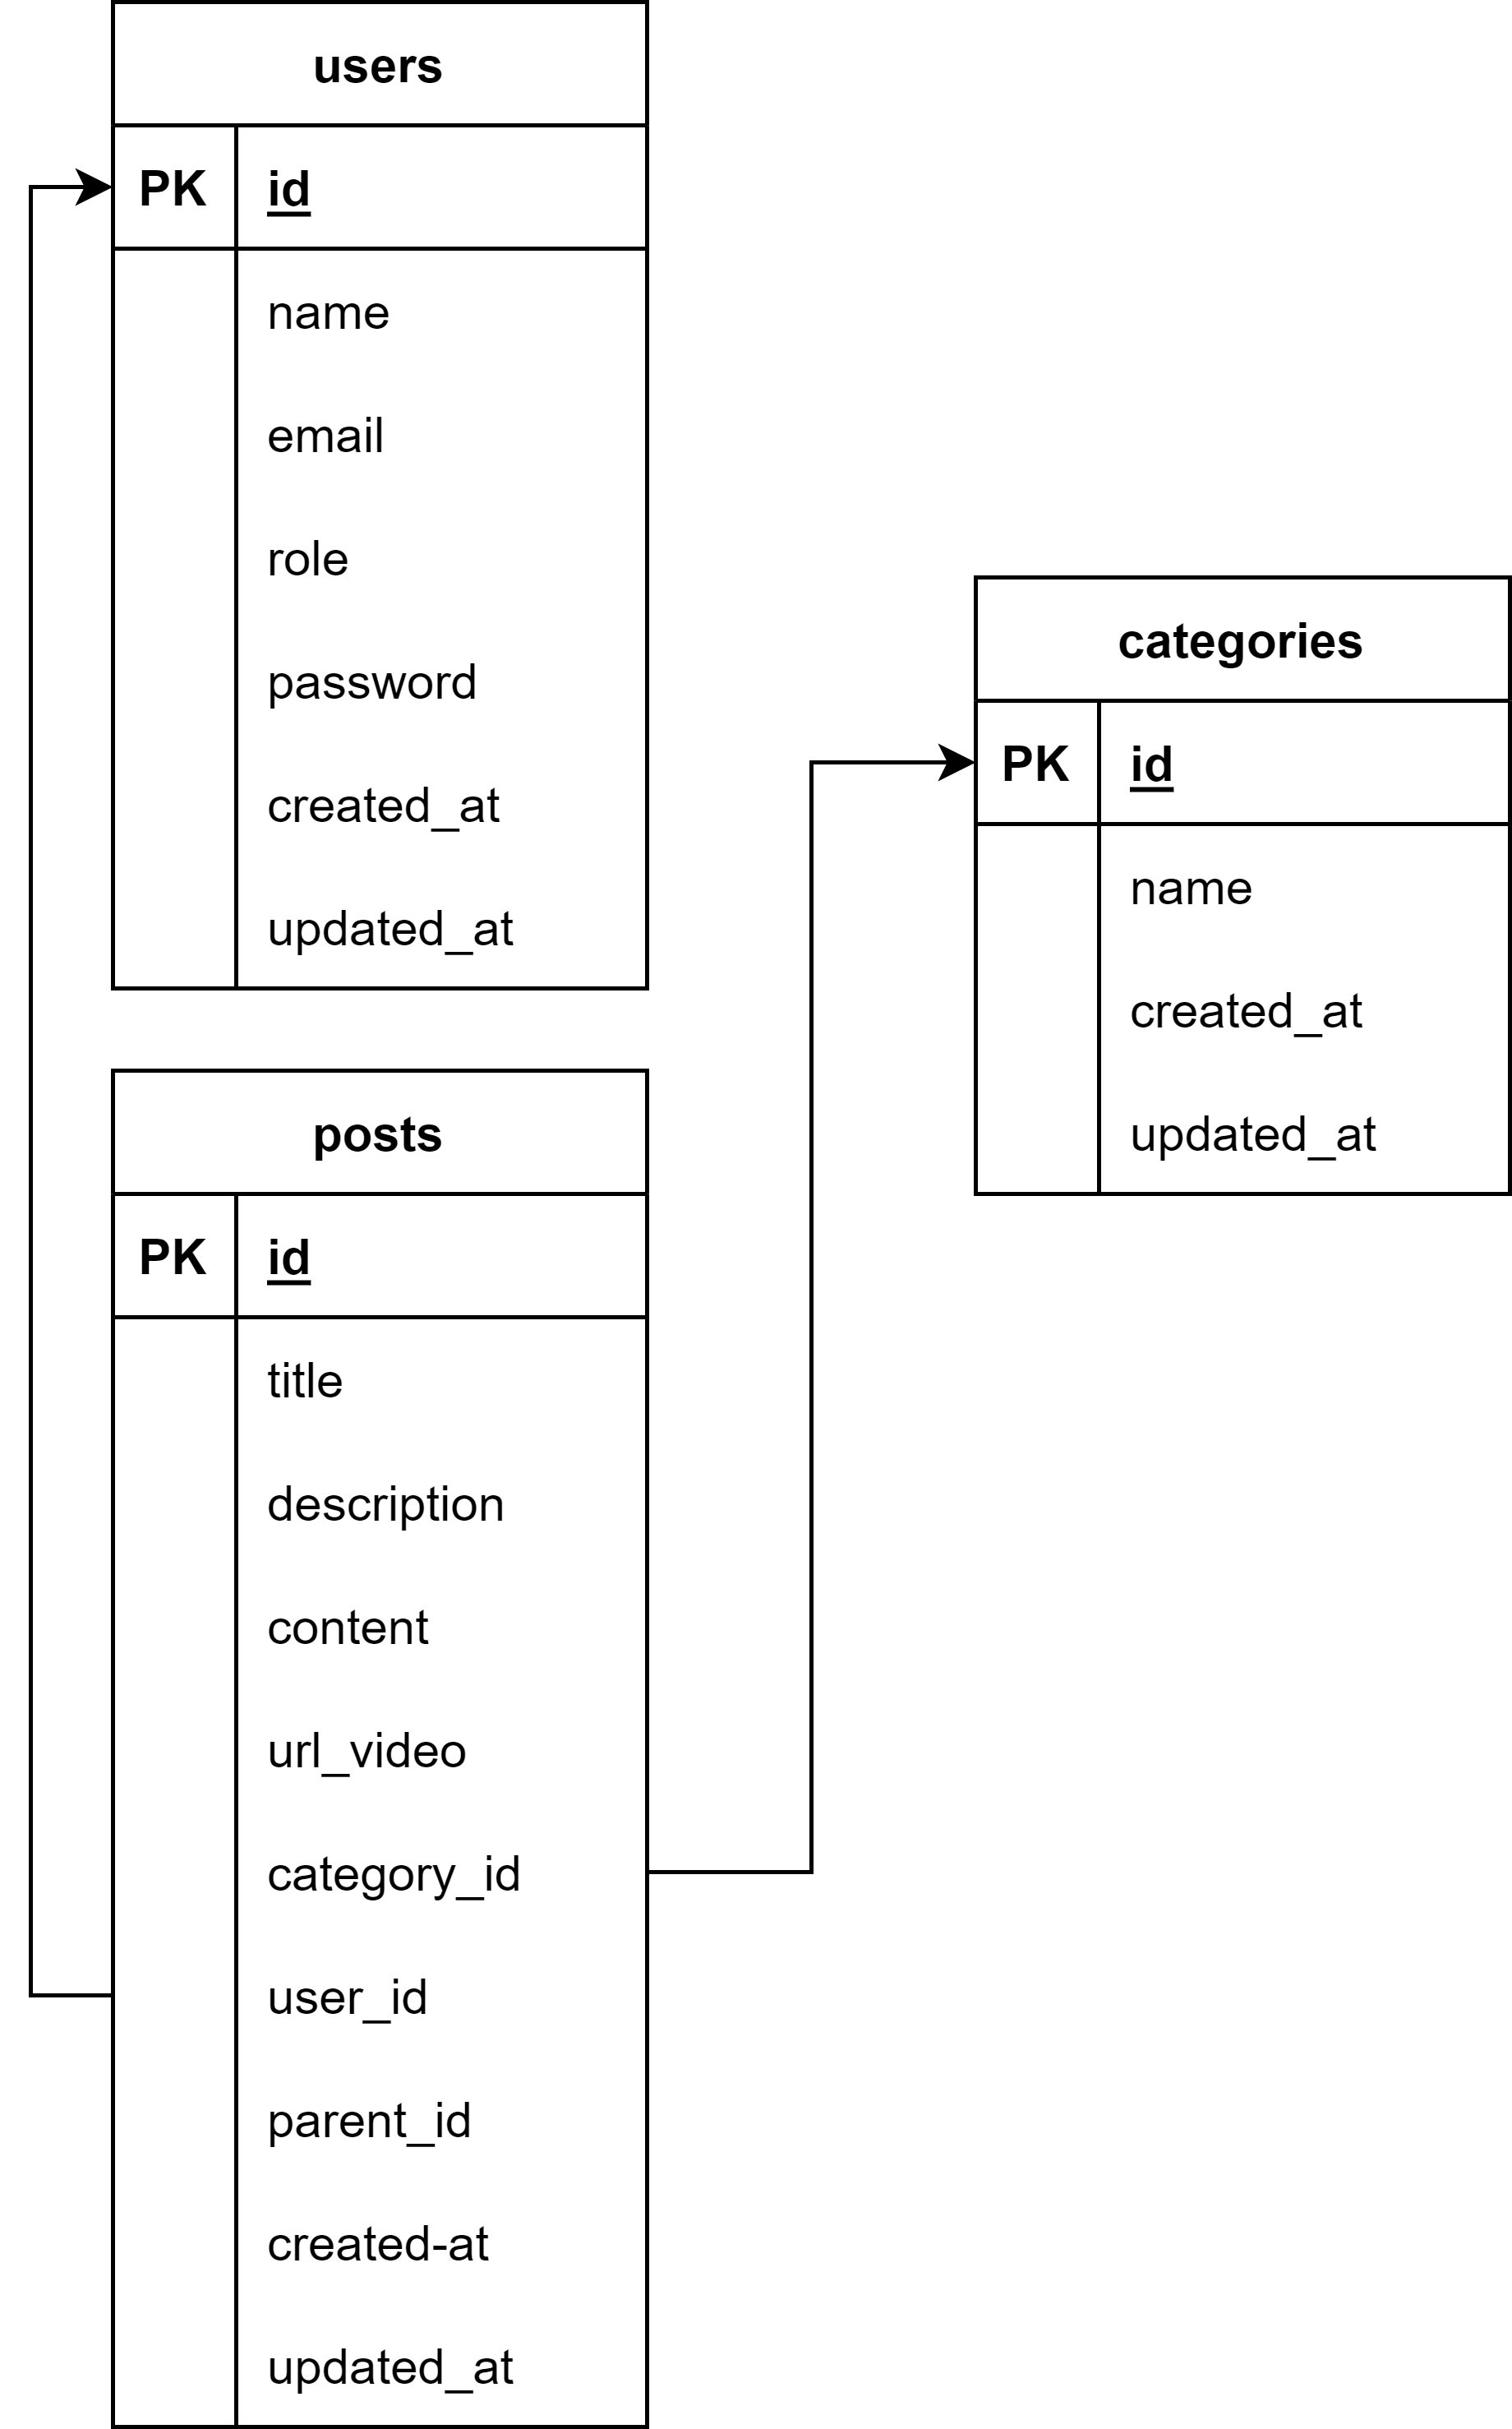 users
PK id
name
email
role
password
created_at
updated_at
posts
PK id
title
description
content
url_video
category_id
user_id
parent_id
created-at
updated_at
categories
PK id
name
created_at
updated_at